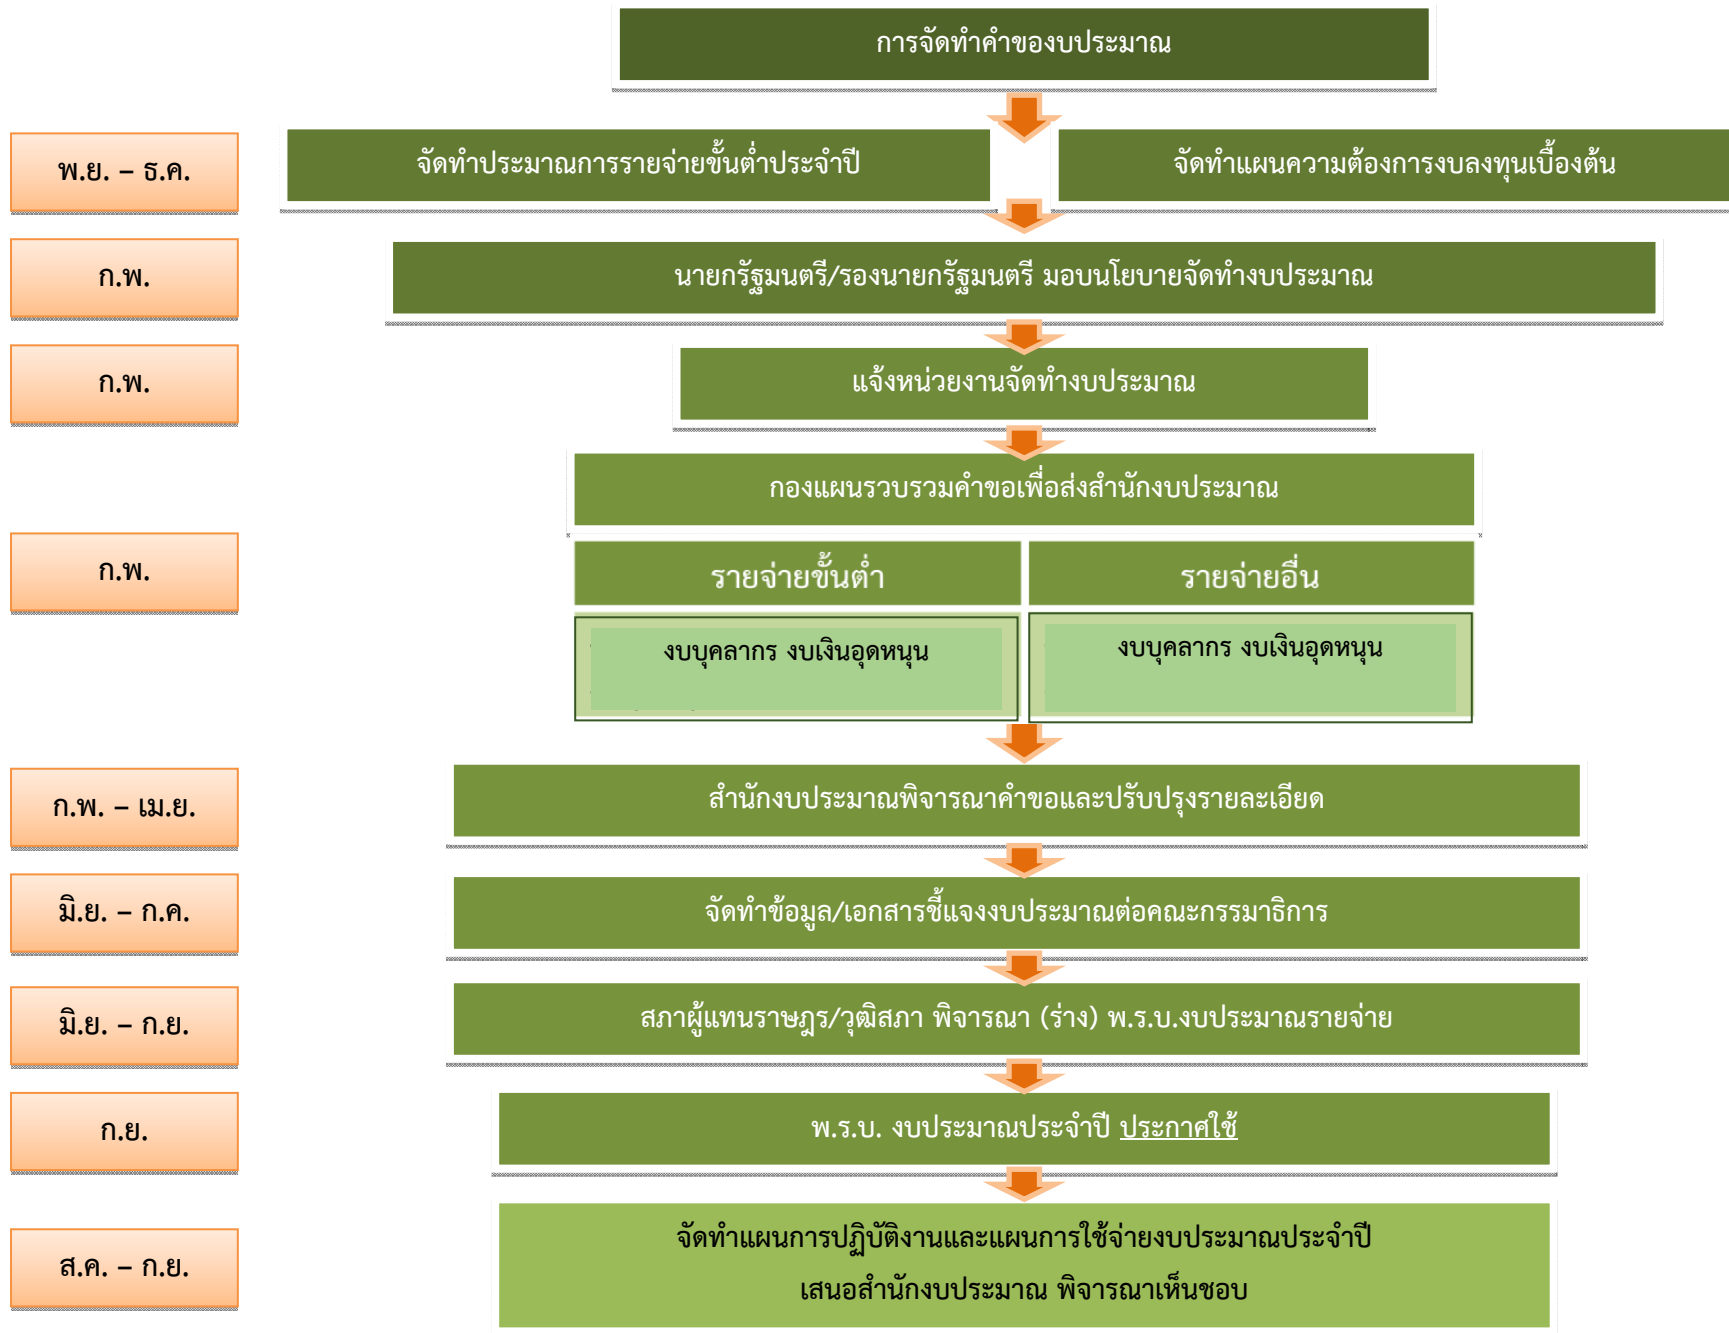 การจัดทำคำของบประมาณ
พ.ย. – ธ.ค.
จัดทำประมาณการรายจ่ายขั้นต่ำประจำปี
จัดทำแผนความต้องการงบลงทุนเบื้องต้น
ก.พ.
นายกรัฐมนตรี/รองนายกรัฐมนตรี มอบนโยบายจัดทำงบประมาณ
ก.พ.
แจ้งหน่วยงานจัดทำงบประมาณ
กองแผนรวบรวมคำขอเพื่อส่งสำนักงบประมาณ
ก.พ.
รายจ่ายขั้นต่ำ
รายจ่ายอื่น
งบบุคลากร งบเงินอุดหนุน
งบบุคลากร งบเงินอุดหนุน
ก.พ. – เม.ย.
สำนักงบประมาณพิจารณาคำขอและปรับปรุงรายละเอียด
มิ.ย. – ก.ค.
จัดทำข้อมูล/เอกสารชี้แจงงบประมาณต่อคณะกรรมาธิการ
มิ.ย. – ก.ย.
สภาผู้แทนราษฎร/วุฒิสภา พิจารณา (ร่าง) พ.ร.บ.งบประมาณรายจ่าย
ก.ย.
พ.ร.บ. งบประมาณประจำปี ประกาศใช้
ส.ค. – ก.ย.
จัดทำแผนการปฏิบัติงานและแผนการใช้จ่ายงบประมาณประจำปี
เสนอสำนักงบประมาณ พิจารณาเห็นชอบ